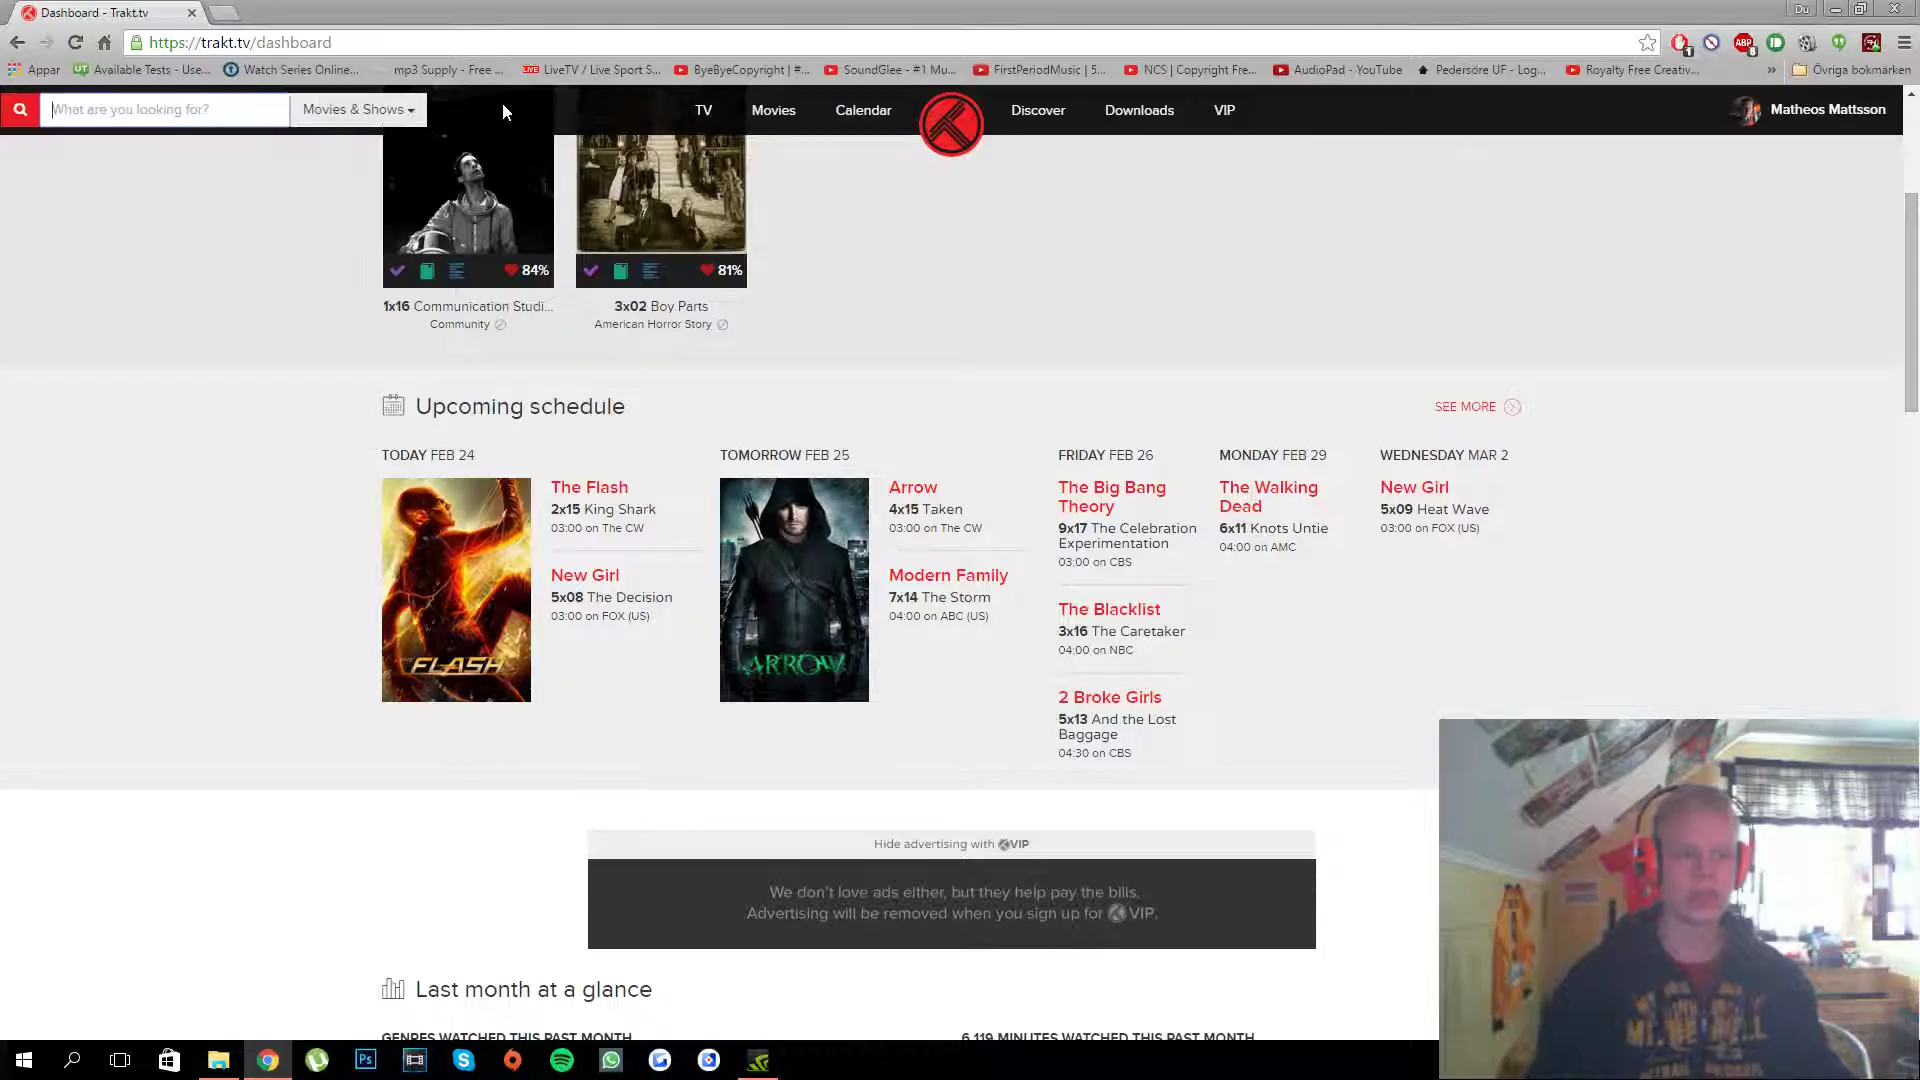 Dashboard - Trakt.tv
Du
https://trakt.tv/dashboard
Appar
Available Tests - Use...
Watch Series Online...
mp3 Supply - Free ...
LiveTV / Live Sport S...
ByeByeCopyright | #...
SoundGlee - #1 Mu...
FirstPeriodMusic | 5...
NCS | Copyright Fre...
AudioPad - YouTube
Pedersöre UF - Log...
Royalty Free Creativ...
»
Övriga bokmärken
What are you looking for?
Movies & Shows
TV
Movies
Calendar
Discover
Downloads
VIP
Matheos Mattsson
84%
81%
1x16 Communication Studi...
Community
3x02 Boy Parts
American Horror Story
Upcoming schedule
SEE MORE
TODAY FEB 24
The Flash
2x15 King Shark
03:00 on The CW
New Girl
5x08 The Decision
03:00 on FOX (US)
FLASH
TOMORROW FEB 25
Arrow
4x15 Taken
03:00 on The CW
Modern Family
7x14 The Storm
04:00 on ABC (US)
ARROW
FRIDAY FEB 26
The Big Bang
Theory
9x17 The Celebration
Experimentation
03:00 on CBS
The Blacklist
3x16 The Caretaker
04:00 on NBC
2 Broke Girls
5x13 And the Lost
Baggage
04:30 on CBS
MONDAY FEB 29
The Walking
Dead
6x11 Knots Untie
04:00 on AMC
WEDNESDAY MAR 2
New Girl
5x09 Heat Wave
03:00 on FOX (US)
Hide advertising with VIP
We don't love ads either, but they help pay the bills.
Advertising will be removed when you sign up for VIP.
Last month at a glance
GENRES WATCHED THIS PAST MONTH
6,119 MINUTES WATCHED THIS PAST MONTH